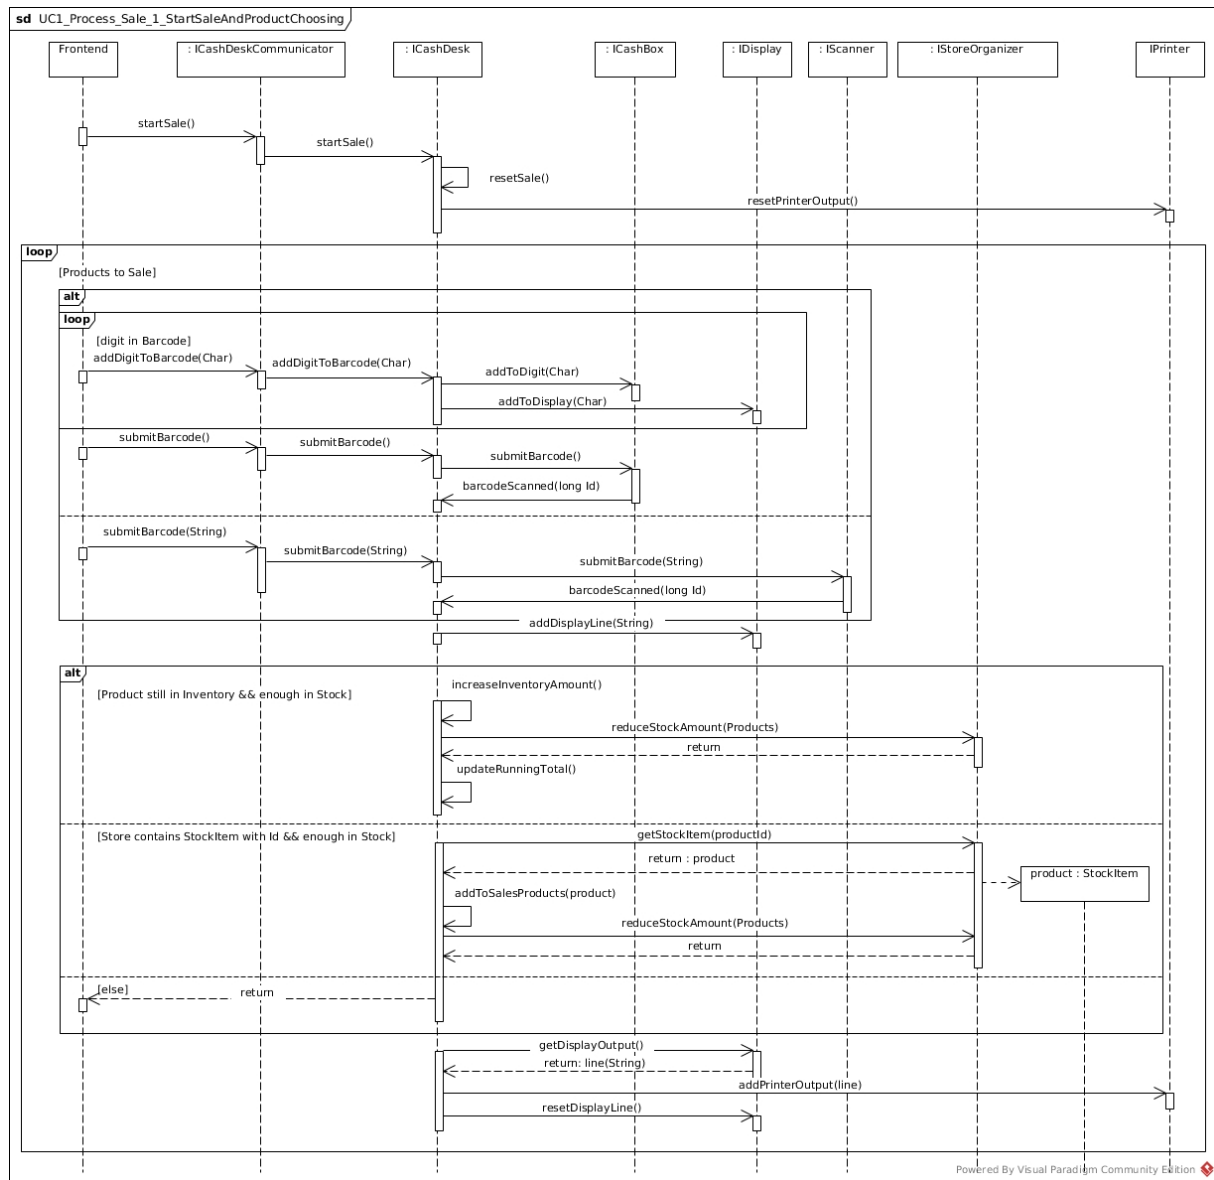 sd UC1_Process_Sale_1_StartSaleAndProductChoosing
Frontend
: ICashDeskCommunicator
: ICashDesk
: ICashBox
: IDisplay
: IScanner
: IStoreOrganizer
IPrinter
startSale()
startSale()
resetSale()
resetPrinterOutput()
loop
[Products to Sale]
alt
loop
[digit in Barcode]
addDigitToBarcode(Char)
addDigitToBarcode(Char)
addToDigit(Char)
addToDisplay(Char)
submitBarcode()
submitBarcode()
submitBarcode()
barcodeScanned(long Id)
submitBarcode(String)
submitBarcode(String)
submitBarcode(String)
barcodeScanned(long Id)
addDisplayLine(String)
alt
[Product still in Inventory && enough in Stock]
increaseInventoryAmount()
reduceStockAmount(Products)
return
updateRunningTotal()
[Store contains StockItem with Id && enough in Stock]
getStockItem(productId)
return : product
product : StockItem
addToSalesProducts(product)
reduceStockAmount(Products)
return
[else]
return
getDisplayOutput()
return: line(String)
addPrinterOutput(line)
resetDisplayLine()
Powered By Visual Paradigm Community Edition